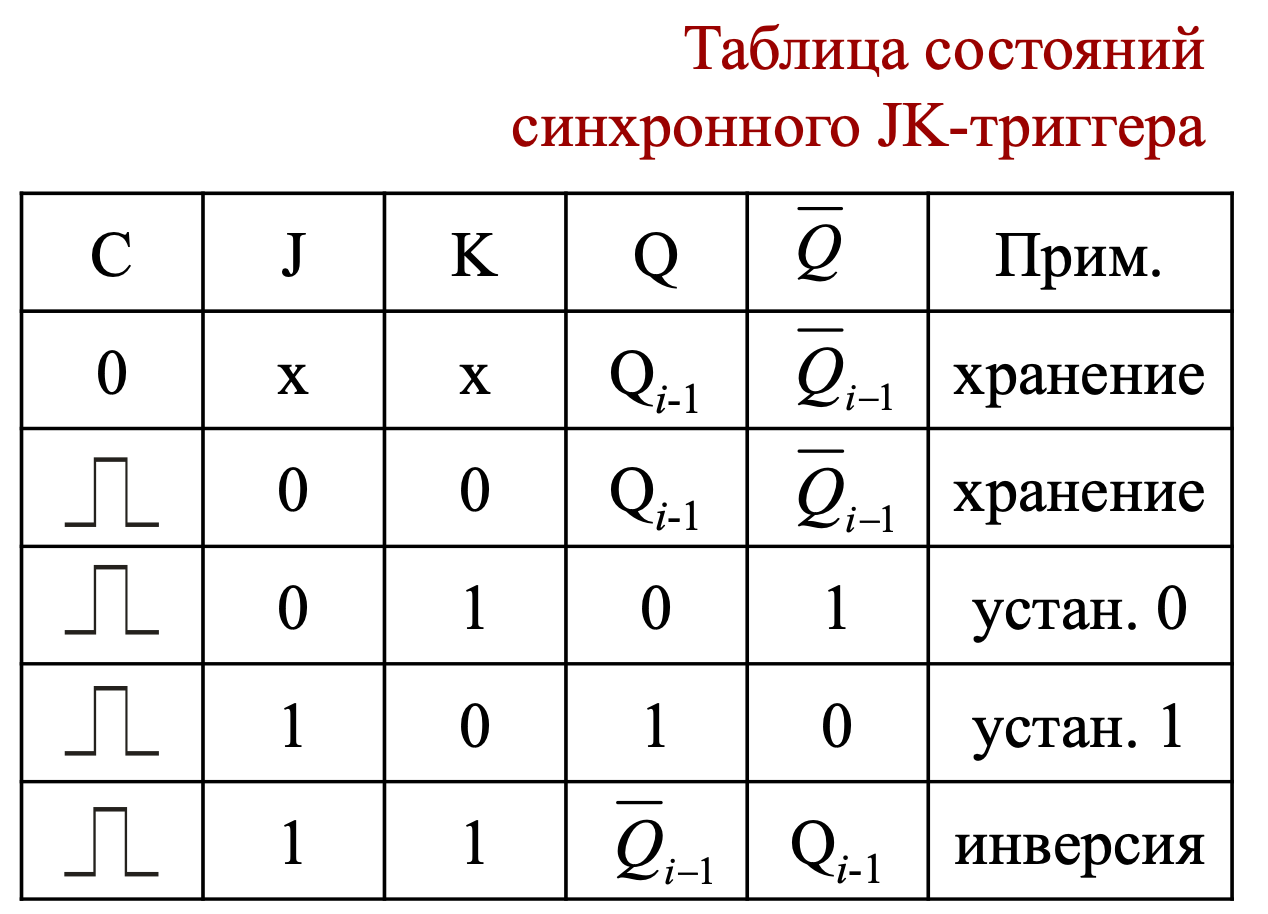 Таблица состояний
синхронного JK-триггера
C J K Q Q̅ Прим.
0 x x Qᵢ₋₁ Q̅ᵢ₋₁ хранение
0 0 Qᵢ₋₁ Q̅ᵢ₋₁ хранение
0 1 0 1 устан. 0
1 0 1 0 устан. 1
1 1 Q̅ᵢ₋₁ Qᵢ₋₁ инверсия